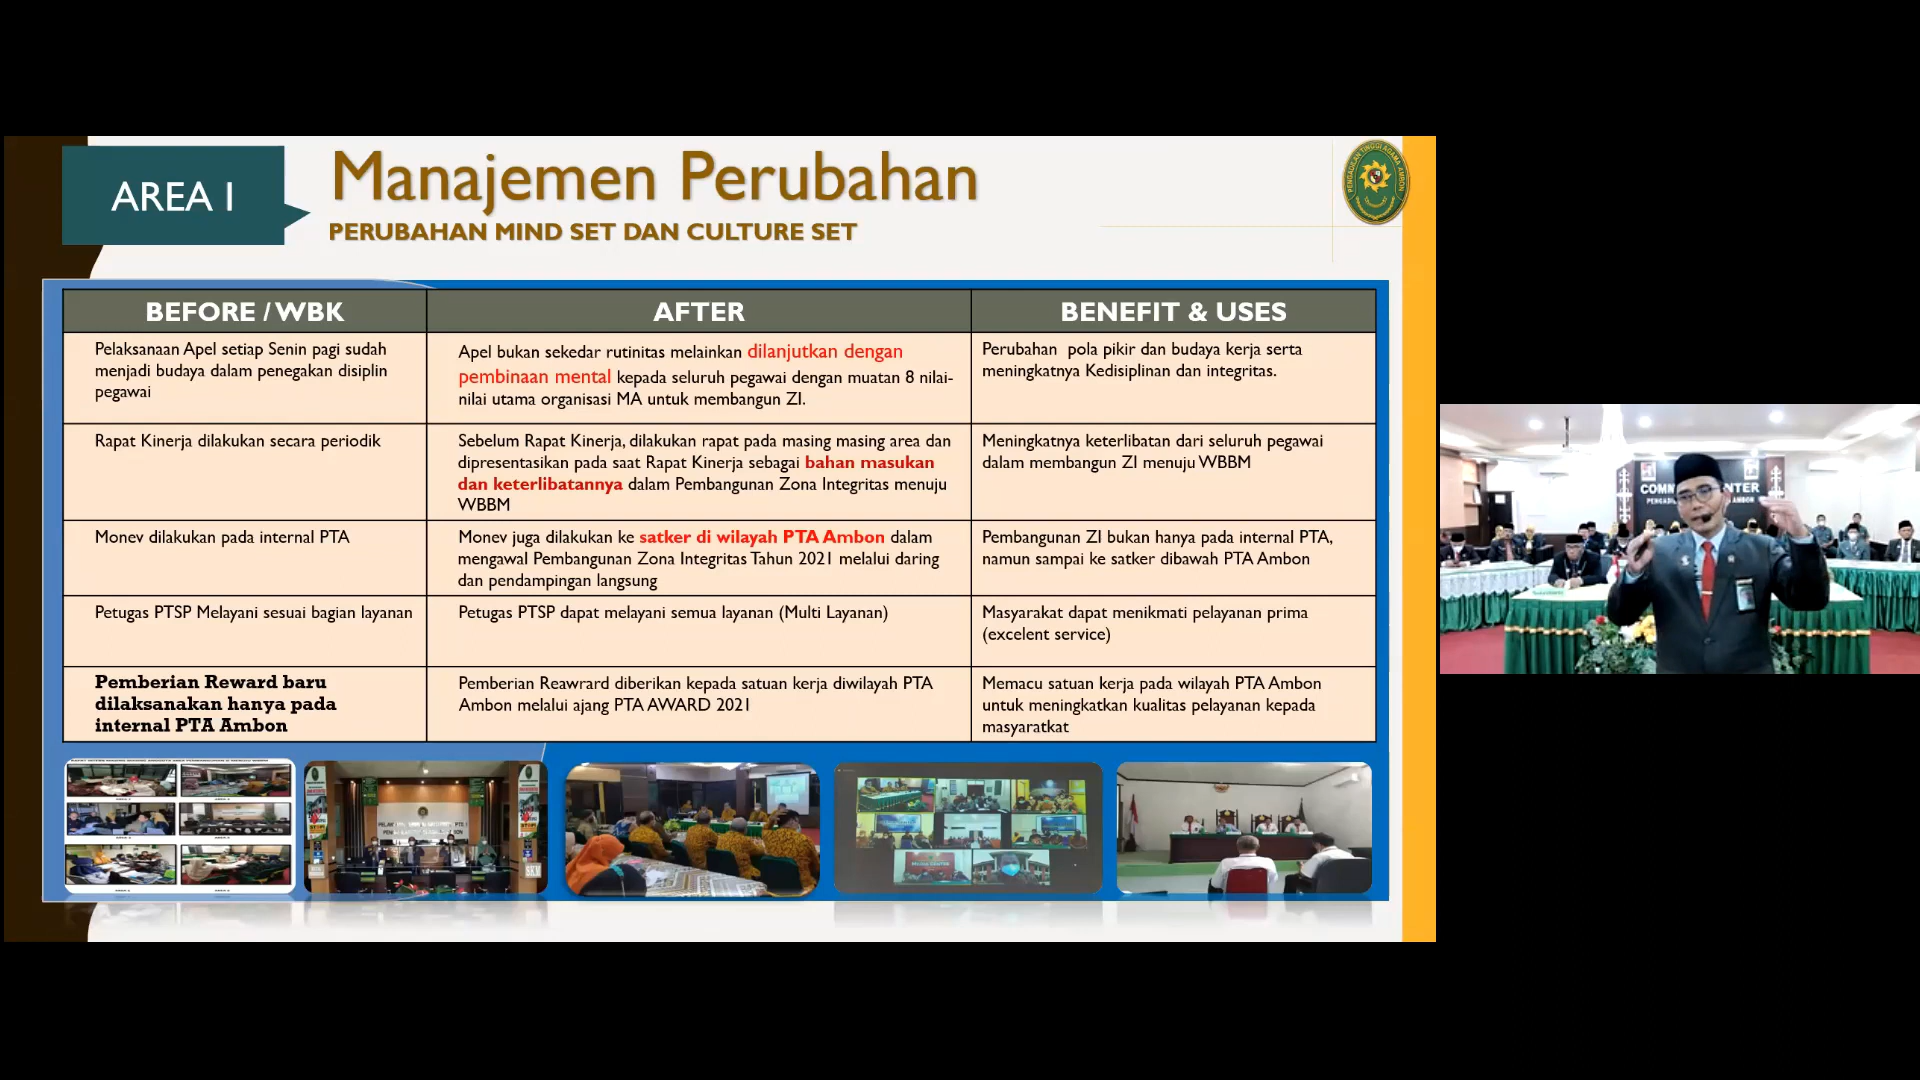 AREA I
Manajemen Perubahan
PERUBAHAN MIND SET DAN CULTURE SET
PENGADILAN TINGGI AGAMA AMBON
BEFORE / WBK
AFTER
BENEFIT & USES
Pelaksanaan Apel setiap Senin pagi sudah
menjadi budaya dalam penegakan disiplin
pegawai
Apel bukan sekedar rutinitas melainkan dilanjutkan dengan
pembinaan mental kepada seluruh pegawai dengan muatan 8 nilai-
nilai utama organisasi MA untuk membangun ZI.
Perubahan pola pikir dan budaya kerja serta
meningkatnya Kedisiplinan dan integritas.
Rapat Kinerja dilakukan secara periodik
Sebelum Rapat Kinerja, dilakukan rapat pada masing masing area dan
dipresentasikan pada saat Rapat Kinerja sebagai bahan masukan
dan keterlibatannya dalam Pembangunan Zona Integritas menuju
WBBM
Meningkatnya keterlibatan dari seluruh pegawai
dalam membangun ZI menuju WBBM
Monev dilakukan pada internal PTA
Monev juga dilakukan ke satker di wilayah PTA Ambon dalam
mengawal Pembangunan Zona Integritas Tahun 2021 melalui daring
dan pendampingan langsung
Pembangunan ZI bukan hanya pada internal PTA,
namun sampai ke satker dibawah PTA Ambon
Petugas PTSP Melayani sesuai bagian layanan
Petugas PTSP dapat melayani semua layanan (Multi Layanan)
Masyarakat dapat menikmati pelayanan prima
(excelent service)
Pemberian Reward baru
dilaksanakan hanya pada
internal PTA Ambon
Pemberian Reawrard diberikan kepada satuan kerja diwilayah PTA
Ambon melalui ajang PTA AWARD 2021
Memacu satuan kerja pada wilayah PTA Ambon
untuk meningkatkan kualitas pelayanan kepada
masyaratkat